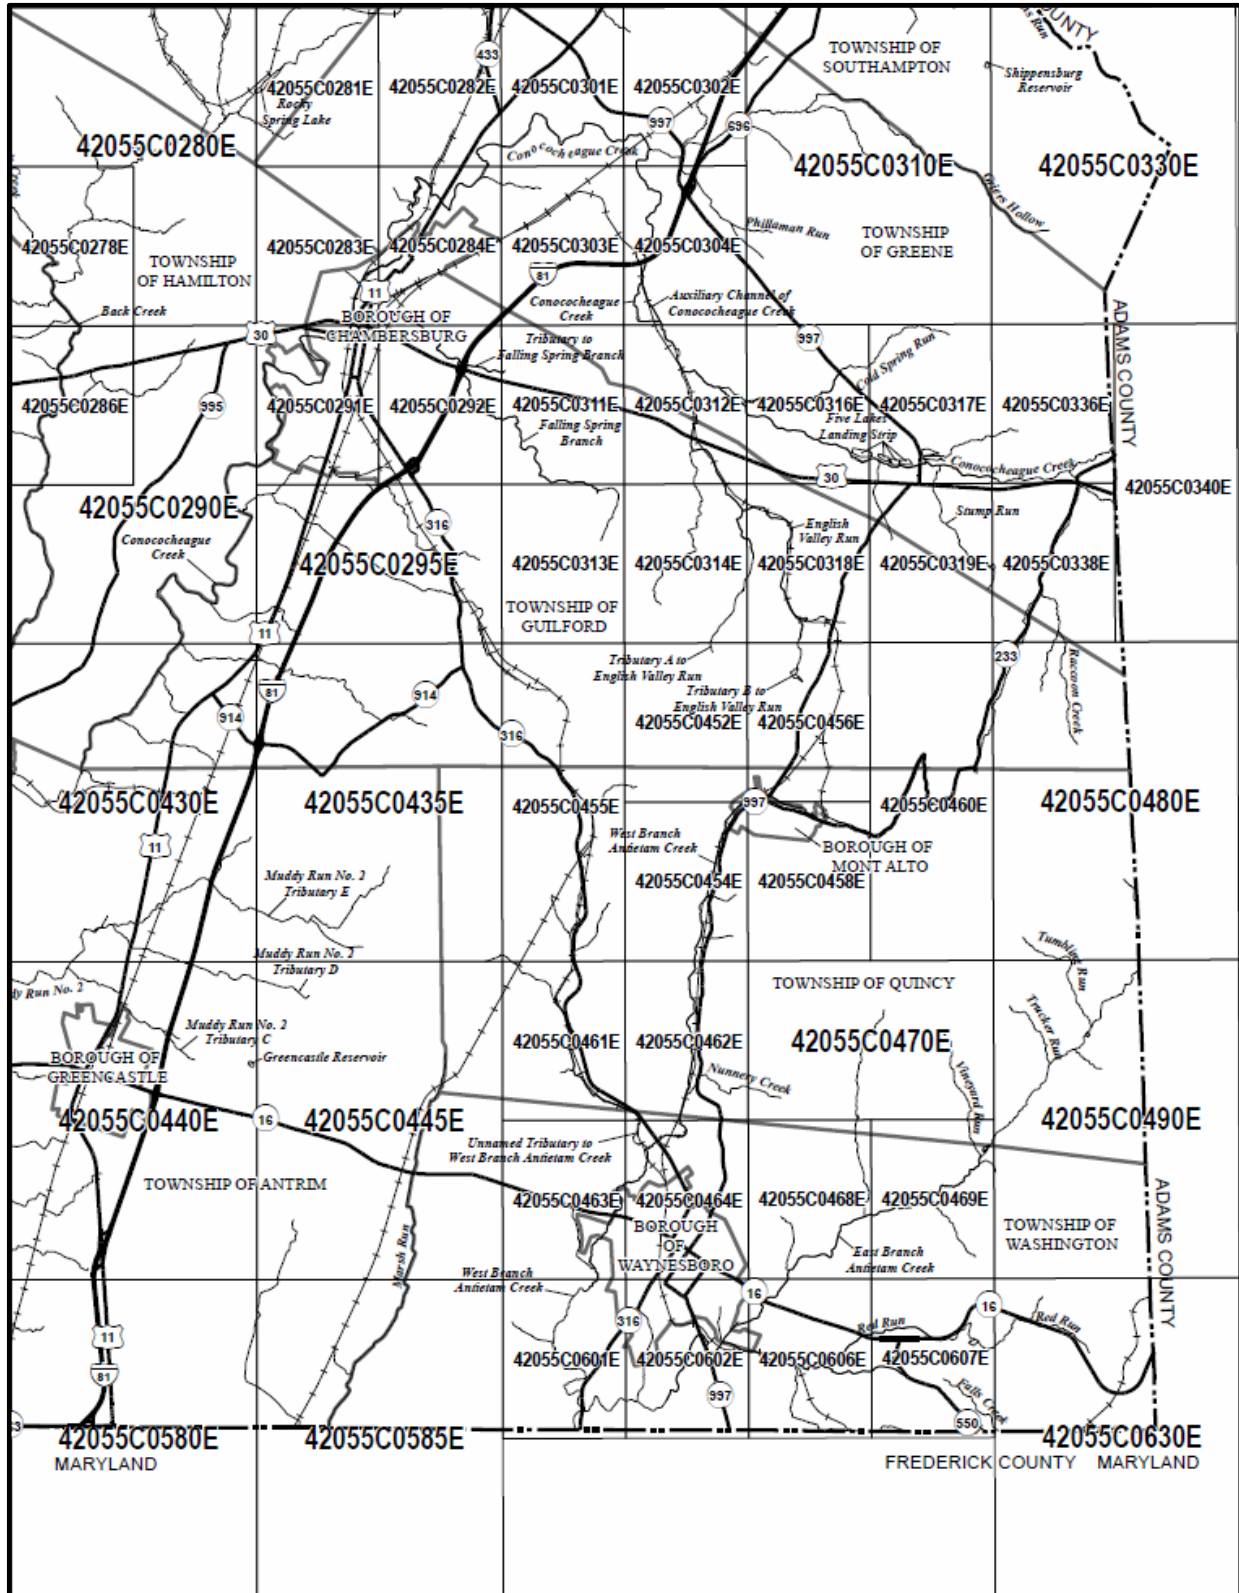 COUNTY
ns Run
433
TOWNSHIP OF
SOUTHAMPTON
Shippensburg
Reservoir
42055C0281E
42055C0282E
42055C0301E
42055C0302E
Rocky
Spring Lake
997
696
42055C0280E
Conococheague Creek
42055C0310E
42055C0330E
Creek
Griers Hollow
Phillaman Run
42055C0278E
42055C0283E
42055C0284E
42055C0303E
42055C0304E
TOWNSHIP
OF GREENE
TOWNSHIP
OF HAMILTON
81
11
Conococheague
Creek
Auxiliary Channel of
Conococheague Creek
Back Creek
BOROUGH OF
CHAMBERSBURG
30
Tributary to
Falling Spring Branch
997
Cold Spring Run
ADAMS COUNTY
42055C0286E
995
42055C0291E
42055C0292E
42055C0311E
42055C0312E
42055C0316E
42055C0317E
42055C0336E
Falling Spring
Branch
Five Lakes
Landing Strip
Conococheague Creek
30
42055C0340E
42055C0290E
316
Stump Run
English
Valley Run
Conococheague
Creek
42055C0295E
42055C0313E
42055C0314E
42055C0318E
42055C0319E
42055C0338E
TOWNSHIP OF
GUILFORD
11
233
Raccoon Creek
Tributary A to
English Valley Run
Tributary B to
English Valley Run
81
914
914
316
42055C0452E
42055C0456E
42055C0430E
42055C0435E
42055C0455E
997
42055C0460E
42055C0480E
11
West Branch
Antietam Creek
BOROUGH OF
MONT ALTO
42055C0454E
42055C0458E
Muddy Run No. 2
Tributary E
Muddy Run No. 2
Tributary D
Tumbling Run
TOWNSHIP OF QUINCY
dy Run No. 2
Trucker Run
Muddy Run No. 2
Tributary C
42055C0461E
42055C0462E
42055C0470E
BOROUGH OF
GREENCASTLE
Greencastle Reservoir
Nunnery Creek
Vineyard Run
42055C0440E
16
42055C0445E
42055C0490E
Unnamed Tributary to
West Branch Antietam Creek
TOWNSHIP OF ANTRIM
42055C0463E
42055C0464E
42055C0468E
42055C0469E
ADAMS COUNTY
BOROUGH
OF
WAYNESBORO
TOWNSHIP OF
WASHINGTON
Marsh Run
East Branch
Antietam Creek
West Branch
Antietam Creek
16
16
316
Red Run
Red Run
11
42055C0601E
42055C0602E
42055C0606E
42055C0607E
81
997
Falls Creek
550
63
42055C0580E
42055C0585E
42055C0630E
MARYLAND
FREDERICK COUNTY MARYLAND